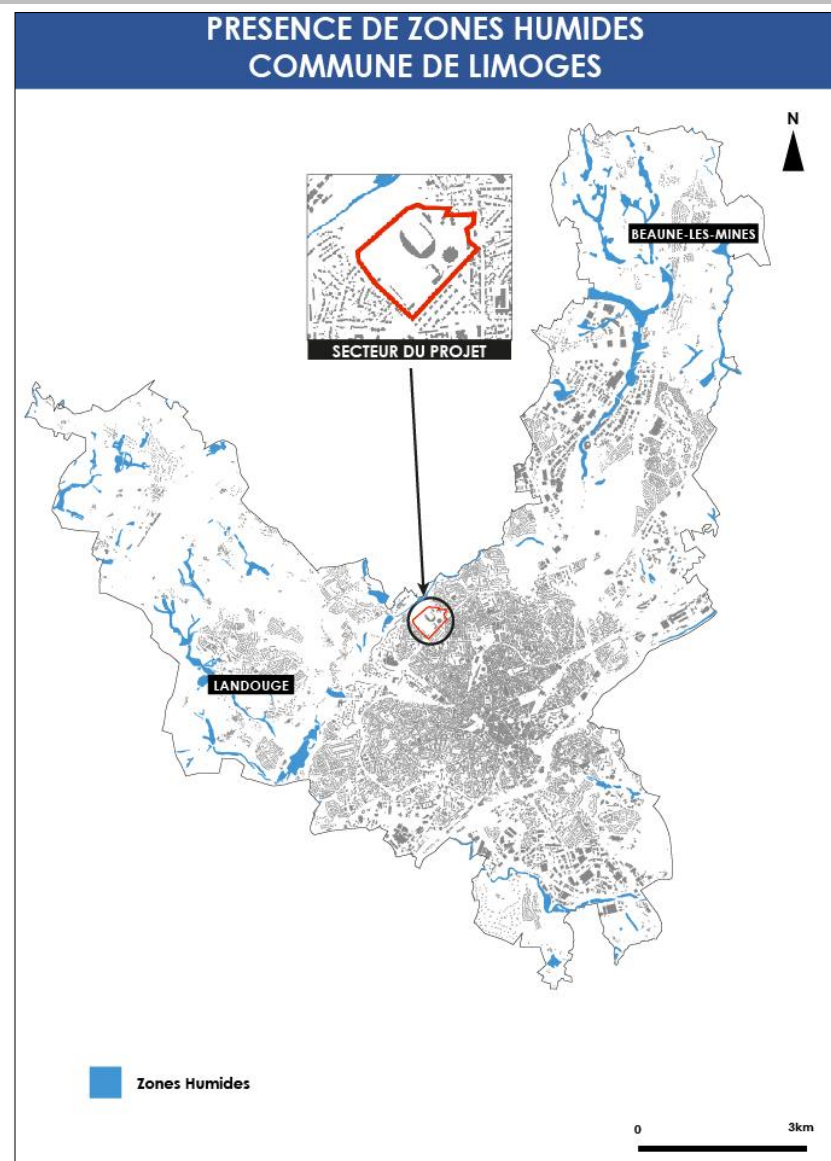 PRESENCE DE ZONES HUMIDES
COMMUNE DE LIMOGES
N
BEAUNE-LES-MINES
SECTEUR DU PROJET
LANDOUGE
Zones Humides
0 3km